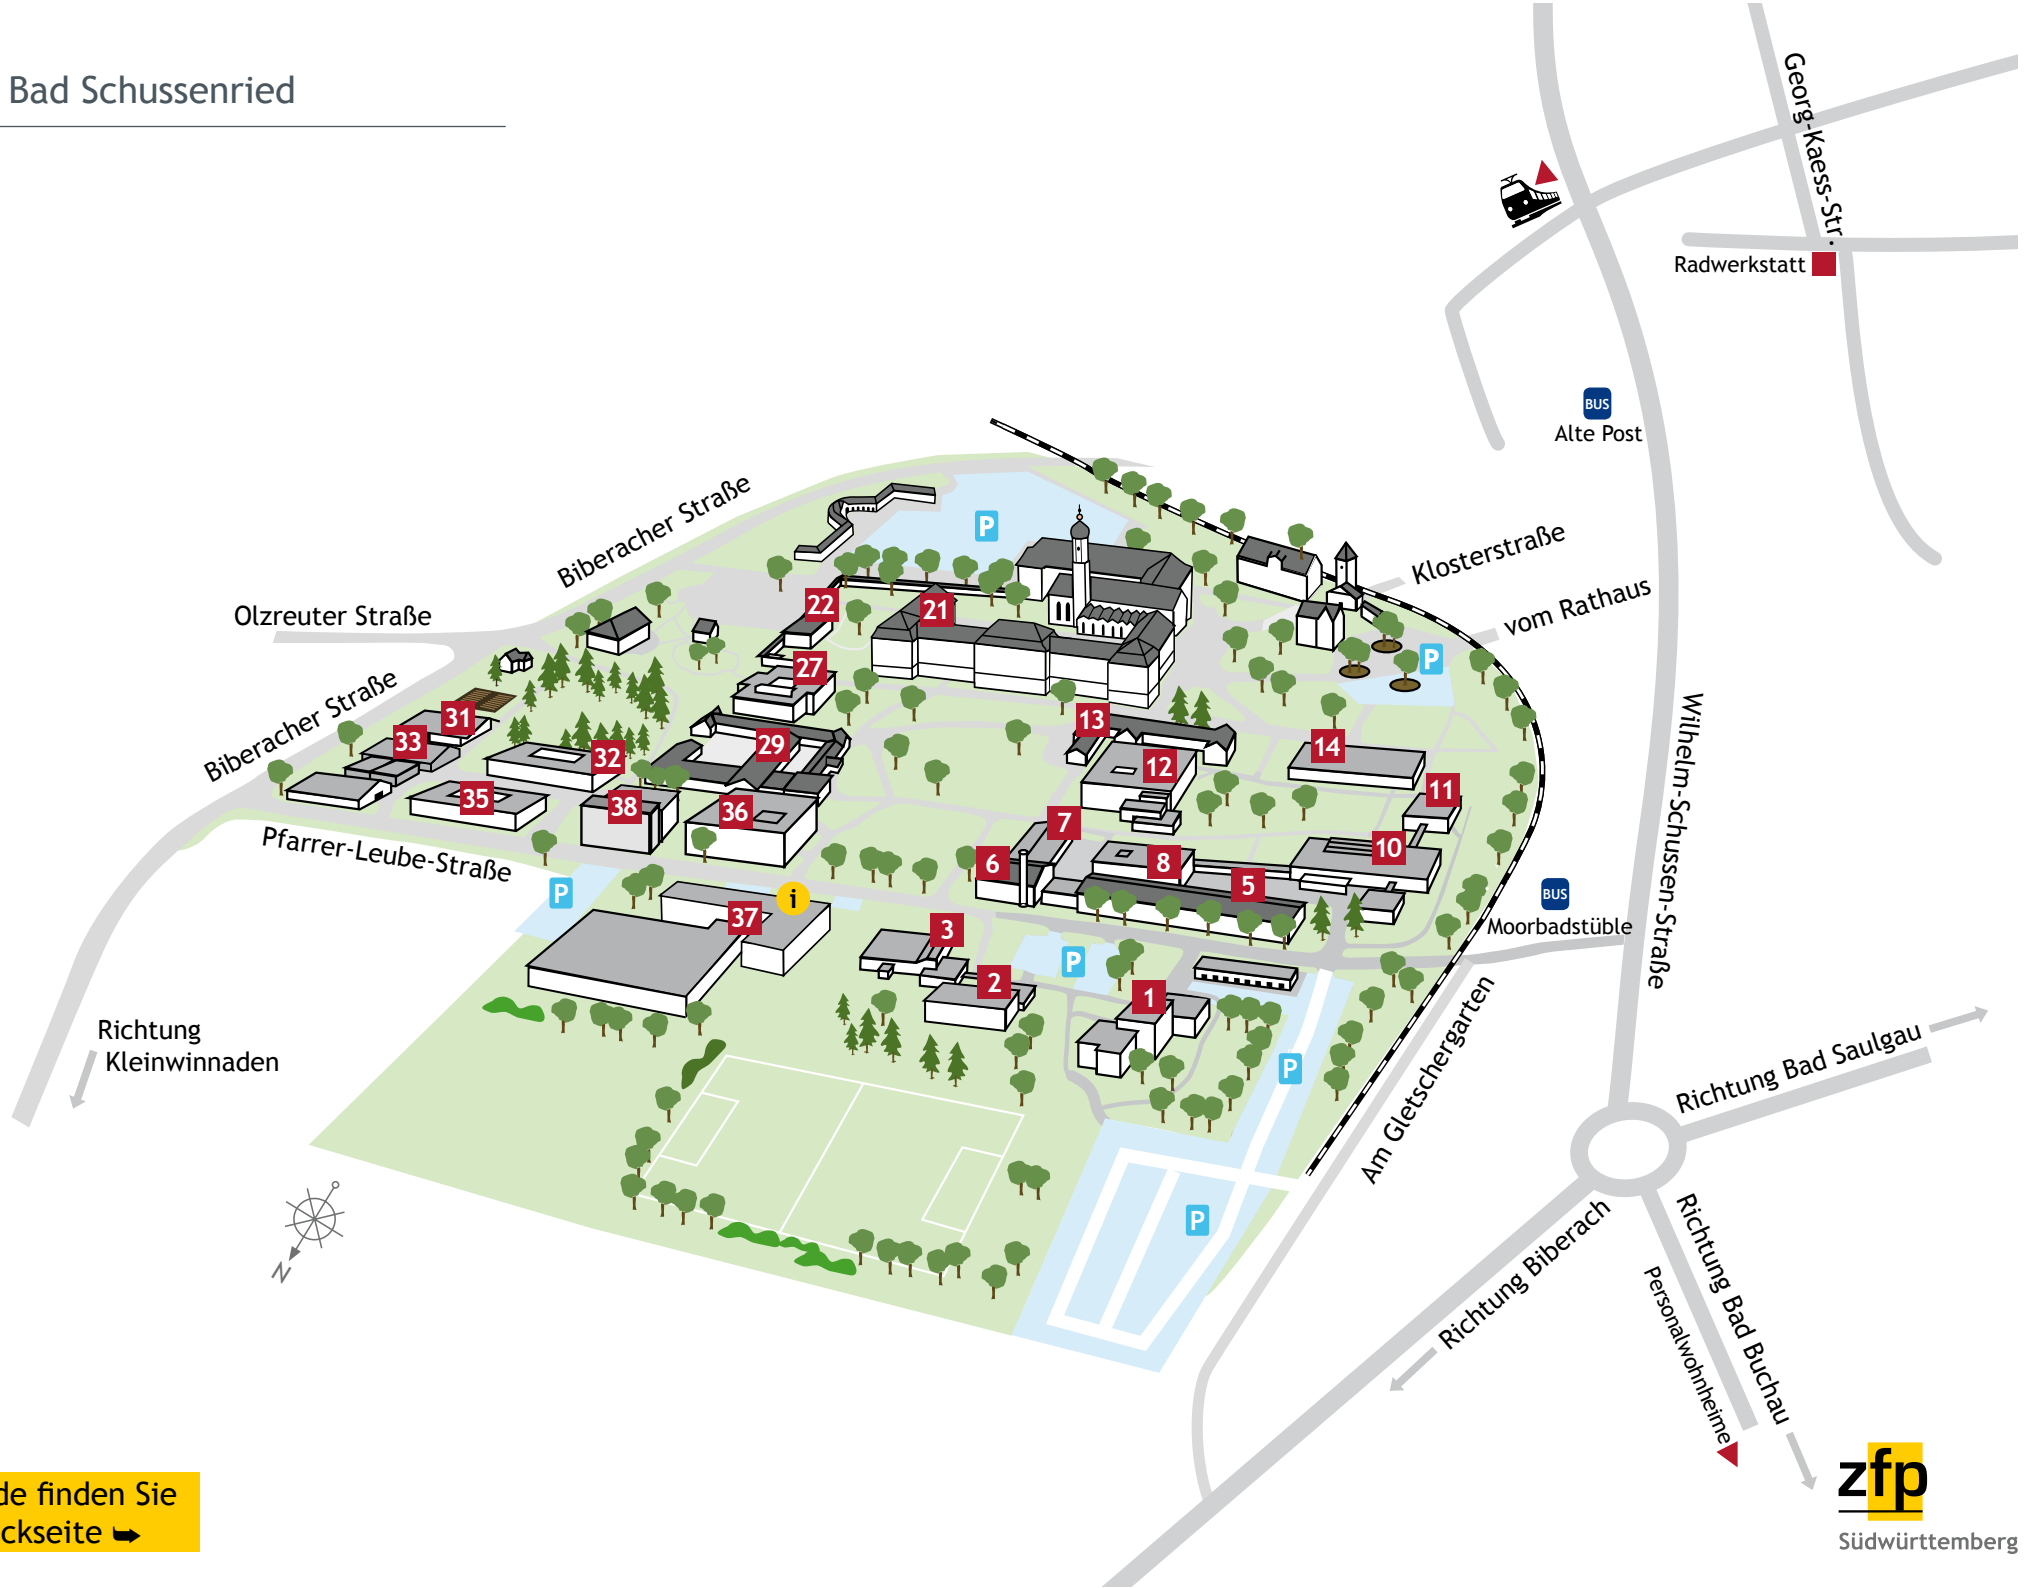 Bad Schussenried
Georg-Kaess-Str.
Radwerkstatt
BUS
Alte Post
Biberacher Straße
P
Klosterstraße
vom Rathaus
Olzreuter Straße
22
21
P
27
Biberacher Straße
31
13
33
29
14
32
12
Wilhelm-Schussen-Straße
35
38
36
11
7
Pfarrer-Leube-Straße
6
8
10
5
P
i
BUS
37
Moorbadstüble
3
P
2
1
Am Gletschergarten
Richtung
Kleinwinnaden
P
Richtung Bad Saulgau
P
N
Richtung Biberach
Richtung Bad Buchau
Personalwohnheime
zfp
Südwürttemberg
de finden Sie
ckseite